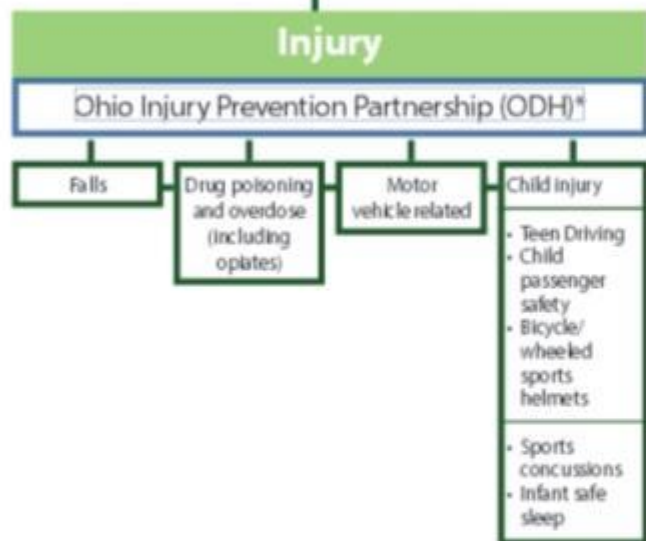 Injury
Ohio Injury Prevention Partnership (ODH)*
Falls
Drug poisoning
and overdose
(including
opiates)
Motor
vehicle related
Child injury
• Teen Driving
• Child
passenger
safety
• Bicycle/
wheeled
sports
helmets
• Sports
concussions
• Infant safe
sleep